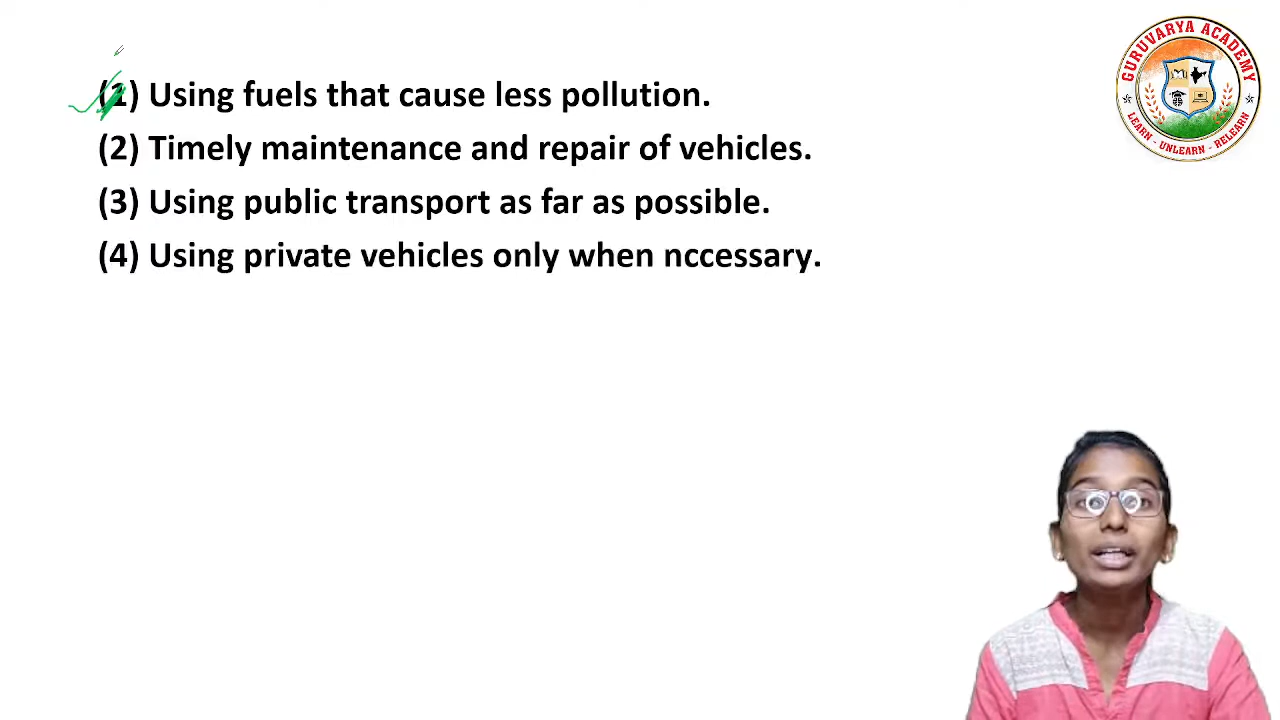 (1) Using fuels that cause less pollution.
(2) Timely maintenance and repair of vehicles.
(3) Using public transport as far as possible.
(4) Using private vehicles only when nccessary.
GURUVARYA ACADEMY
LEARN - UNLEARN - RELEARN